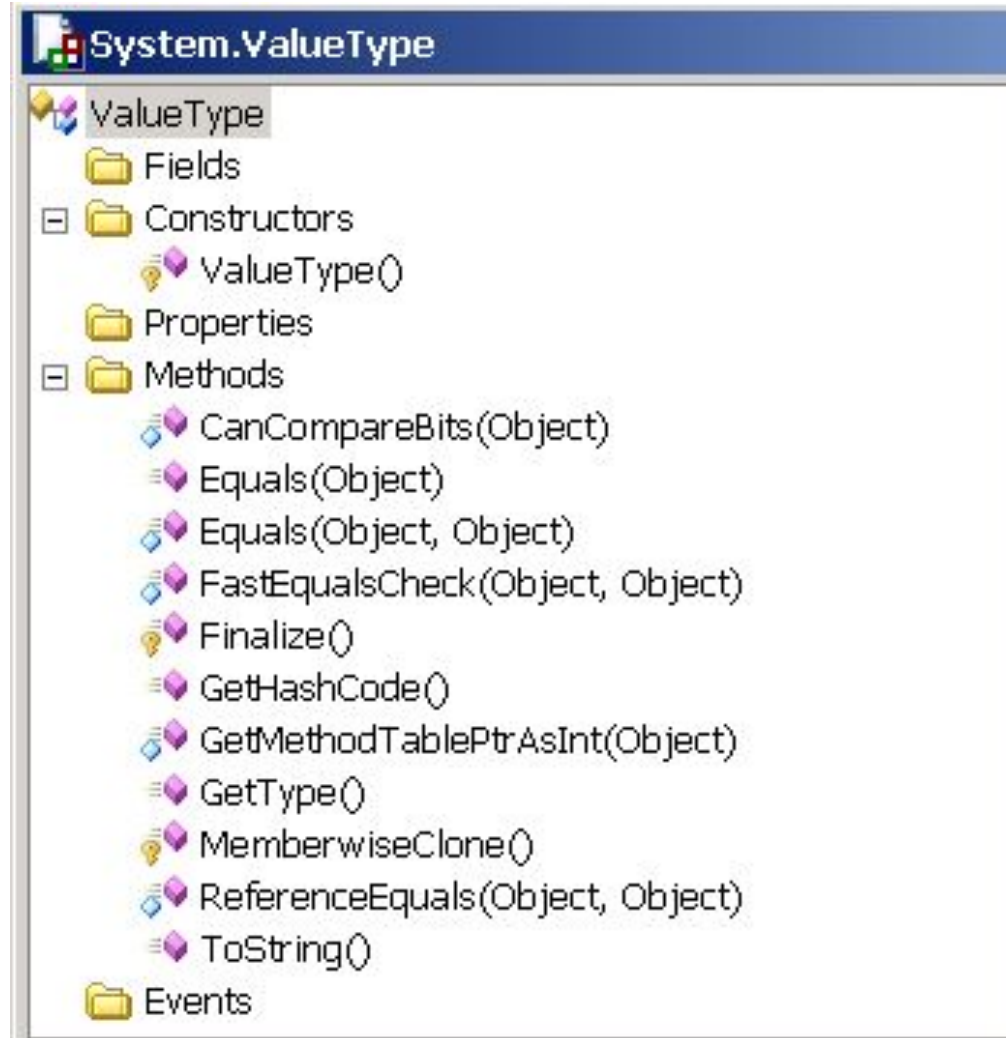 System.ValueType
ValueType
Fields
Constructors
ValueType()
Properties
Methods
CanCompareBits(Object)
Equals(Object)
Equals(Object, Object)
FastEqualsCheck(Object, Object)
Finalize()
GetHashCode()
GetMethodTablePtrAsInt(Object)
GetType()
MemberwiseClone()
ReferenceEquals(Object, Object)
ToString()
Events